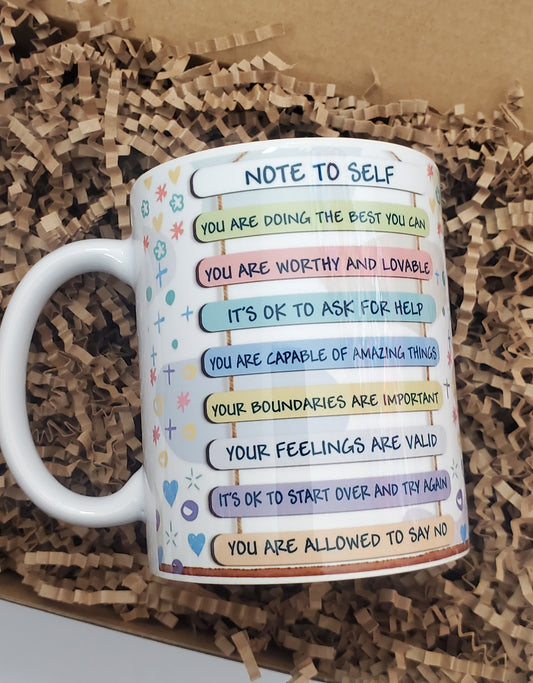 NOTE TO SELF
YOU ARE DOING THE BEST YOU CAN
YOU ARE WORTHY AND LOVABLE
IT'S OK TO ASK FOR HELP
YOU ARE CAPABLE OF AMAZING THINGS
YOUR BOUNDARIES ARE IMPORTANT
YOUR FEELINGS ARE VALID
IT'S OK TO START OVER AND TRY AGAIN
YOU ARE ALLOWED TO SAY NO